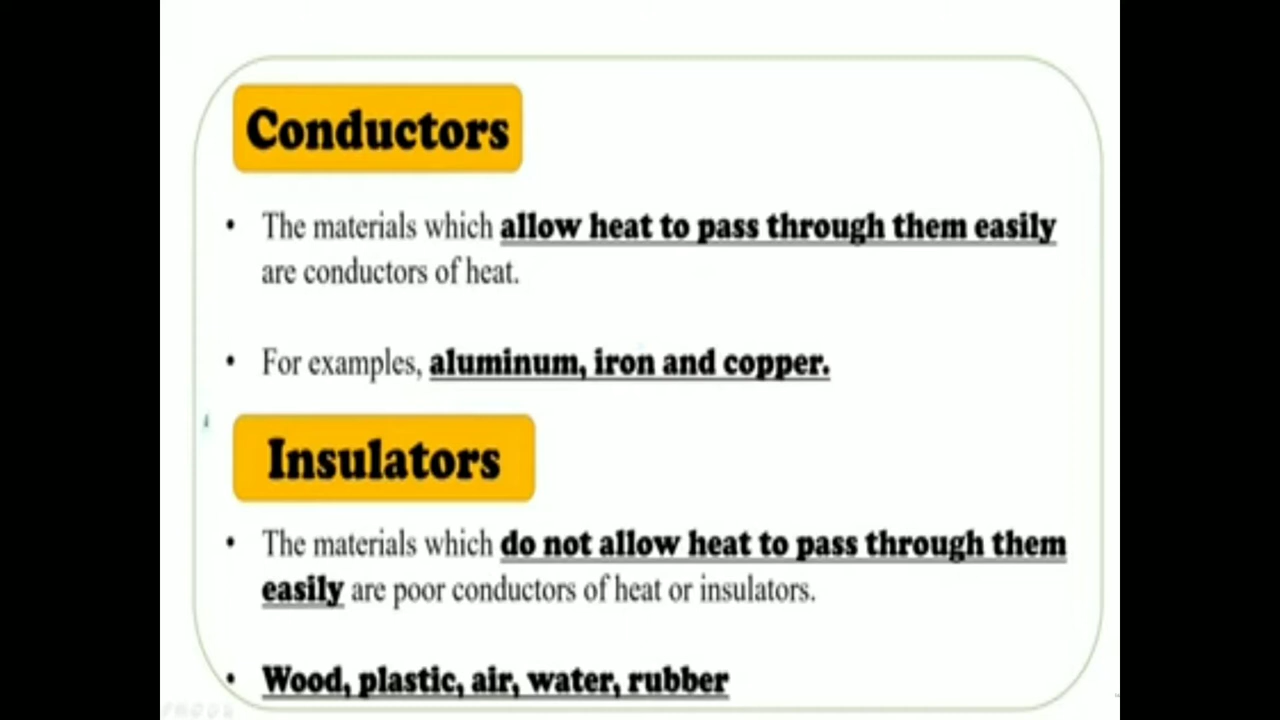 Conductors
• The materials which allow heat to pass through them easily
are conductors of heat.
• For examples, aluminum, iron and copper.
Insulators
• The materials which do not allow heat to pass through them
easily are poor conductors of heat or insulators.
• Wood, plastic, air, water, rubber